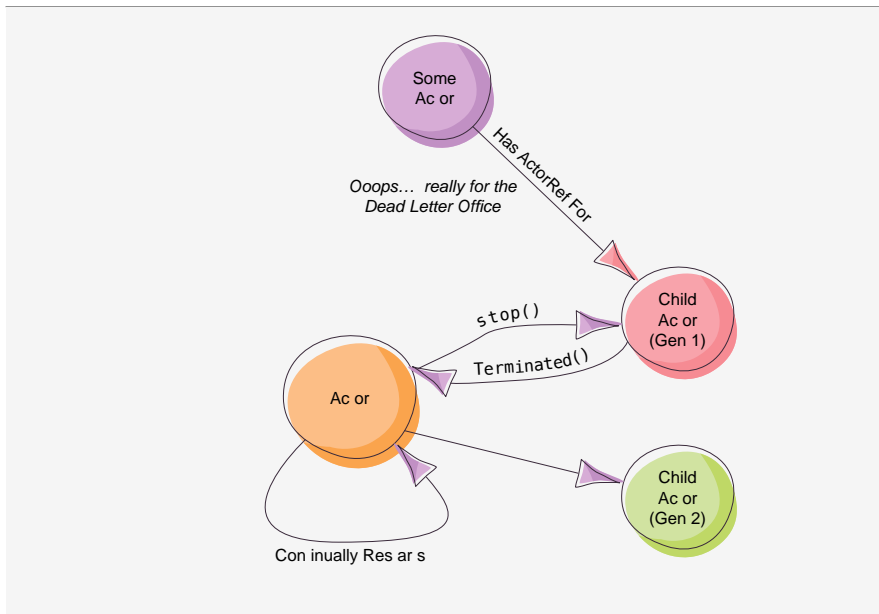 Some
Ac or
Has ActorRef For
Ooops… really for the
Dead Letter Office
Child
Ac or
(Gen 1)
stop()
Terminated()
Ac or
Child
Ac or
(Gen 2)
Con inually Res ar s